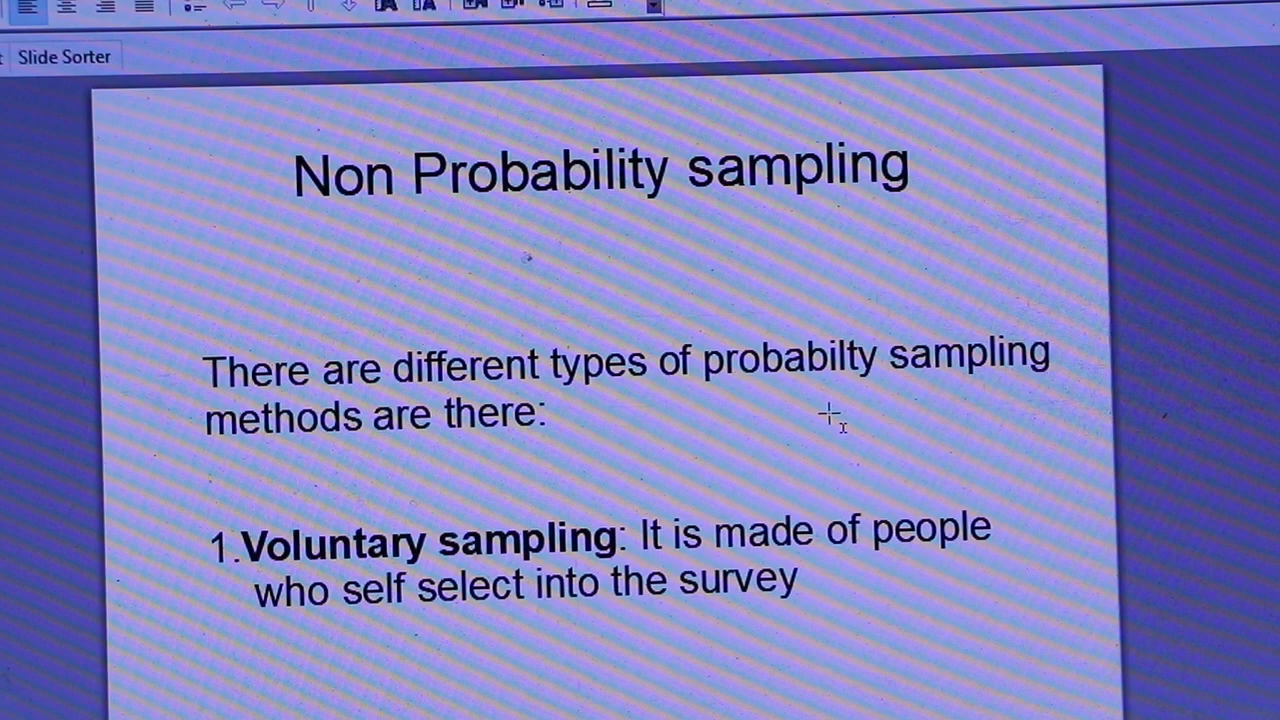 Slide Sorter
Non Probability sampling
There are different types of probabilty sampling
methods are there:
1.Voluntary sampling: It is made of people
who self select into the survey